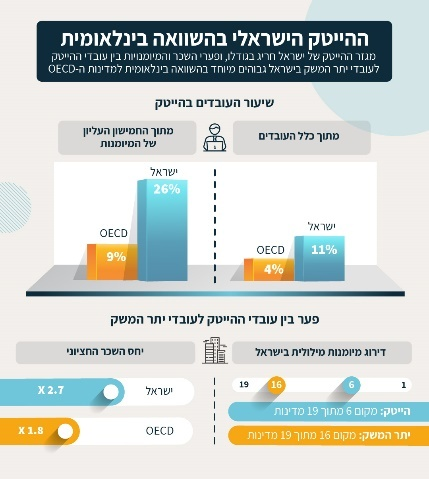 ההייטק הישראלי בהשוואה בינלאומית
מגזר ההייטק של ישראל חריג בגודלו, ופערי השכר והמיומנויות בין עובדי ההייטק
לעובדי יתר המשק בישראל גבוהים מיוחד בהשוואה בינלאומית למדינות ה-OECD
שיעור העובדים בהייטק
מתוך כלל העובדים
מתוך החמישון העליון
של המיומנות
ישראל
11%
OECD
4%
ישראל
26%
OECD
9%
פער בין עובדי ההייטק לעובדי יתר המשק
דירוג מיומנות מילולית בישראל
1
6
16
19
הייטק: מקום 6 מתוך 19 מדינות
יתר המשק: מקום 16 מתוך 19 מדינות
יחס השכר החציוני
ישראל
X 2.7
OECD
X 1.8